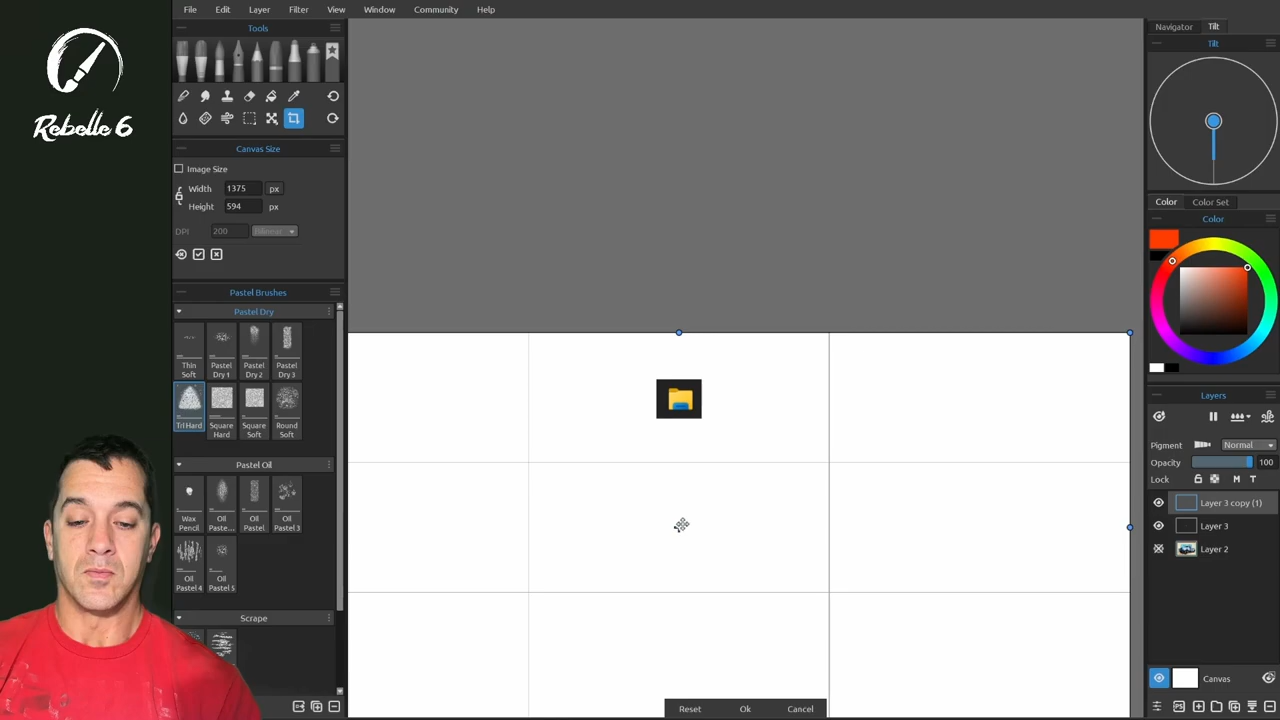 File Edit Layer Filter View Window Community Help
Rebelle 6
Tools
Canvas Size
Image Size
Width 1375 px
Height 594 px
DPI 200 Bilinear
Pastel Brushes
Pastel Dry
Thin Soft
Pastel Dry 1
Pastel Dry 2
Pastel Dry 3
Tri Hard
Square Hard
Square Soft
Round Soft
Pastel Oil
Wax Pencil
Oil Paste...
Oil Pastel
Oil Pastel 3
Oil Pastel 4
Oil Pastel 5
Scrape
Reset Ok Cancel
Navigator Tilt
Tilt
Color Color Set
Color
Layers
Pigment Normal
Opacity 100
Lock M T
Layer 3 copy (1)
Layer 3
Layer 2
Canvas
PS